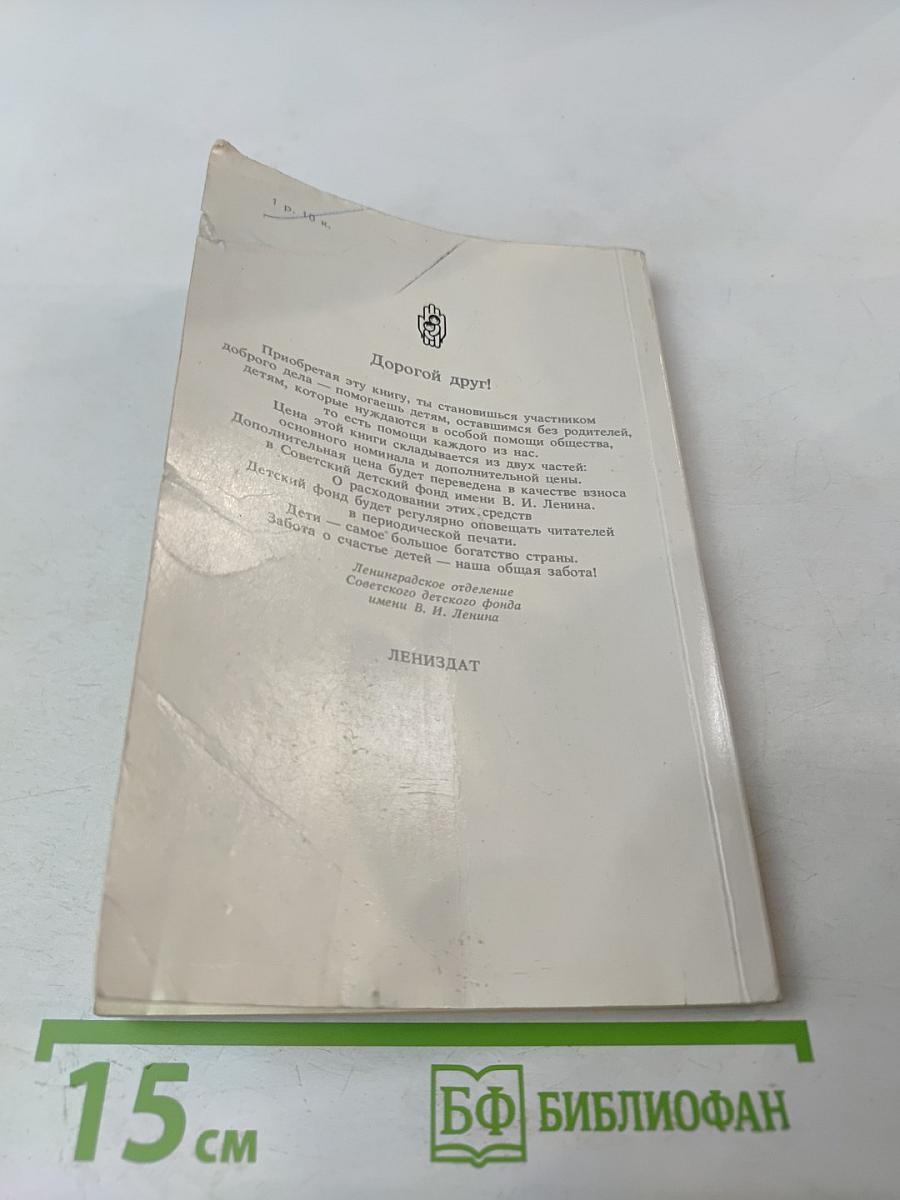 1 р. 10 к.
Дорогой друг!
Приобретая эту книгу, ты становишься участником
доброго дела — помогаешь детям, оставшимся без родителей,
детям, которые нуждаются в особой помощи общества,
то есть помощи каждого из нас.
Цена этой книги складывается из двух частей:
основного номинала и дополнительной цены.
Дополнительная цена будет переведена в качестве взноса
в Советский детский фонд имени В. И. Ленина.
О расходовании этих средств
Детский фонд будет регулярно оповещать читателей
в периодической печати.
Дети — самое большое богатство страны.
Забота о счастье детей — наша общая забота!
Ленинградское отделение
Советского детского фонда
имени В. И. Ленина
ЛЕНИЗДАТ
15 см
БФ БИБЛИОФАН